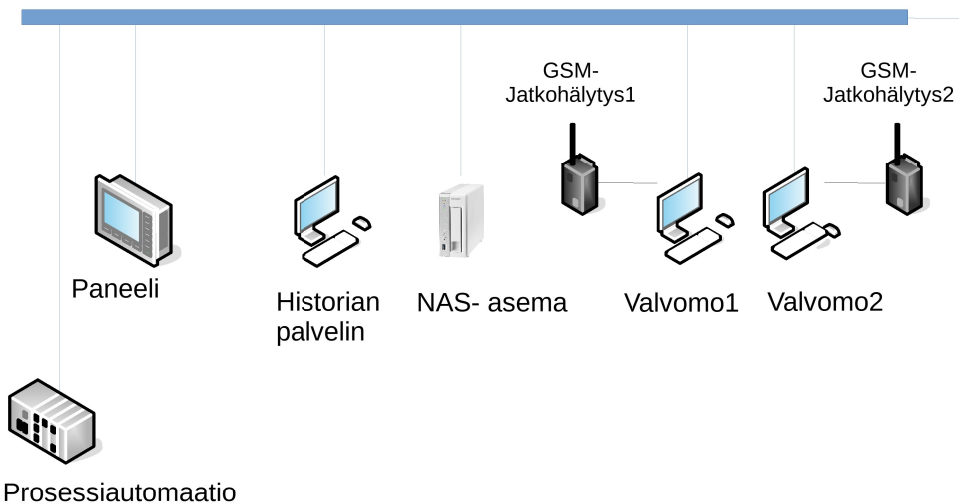 GSM-
Jatkohälytys1
GSM-
Jatkohälytys2
Paneeli
Historian
palvelin
NAS- asema
Valvomo1
Valvomo2
Prosessiautomaatio